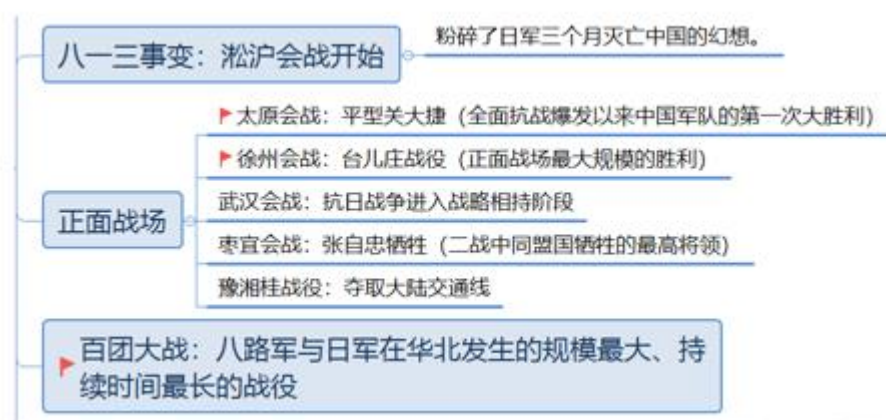 粉碎了日军三个月灭亡中国的幻想。
八一三事变：淞沪会战开始
太原会战：平型关大捷（全面抗战爆发以来中国军队的第一次大胜利）
徐州会战：台儿庄战役（正面战场最大规模的胜利）
武汉会战：抗日战争进入战略相持阶段
正面战场
枣宜会战：张自忠牺牲（二战中同盟国牺牲的最高将领）
豫湘桂战役：夺取大陆交通线
百团大战：八路军与日军在华北发生的规模最大、持
续时间最长的战役